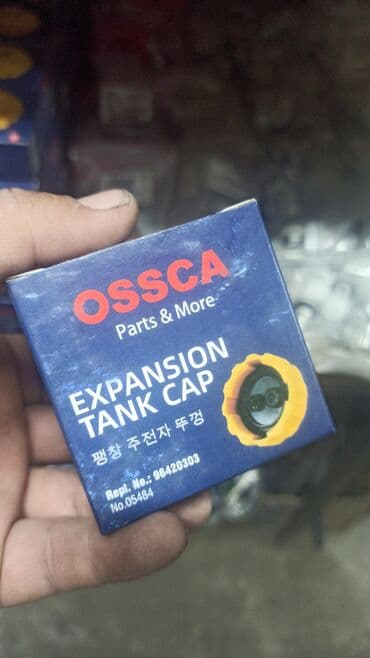 OSSCA
Parts & More
EXPANSION
TANK CAP
팽창 주전자 뚜껑
Repl. No.: 96420303
No.05484